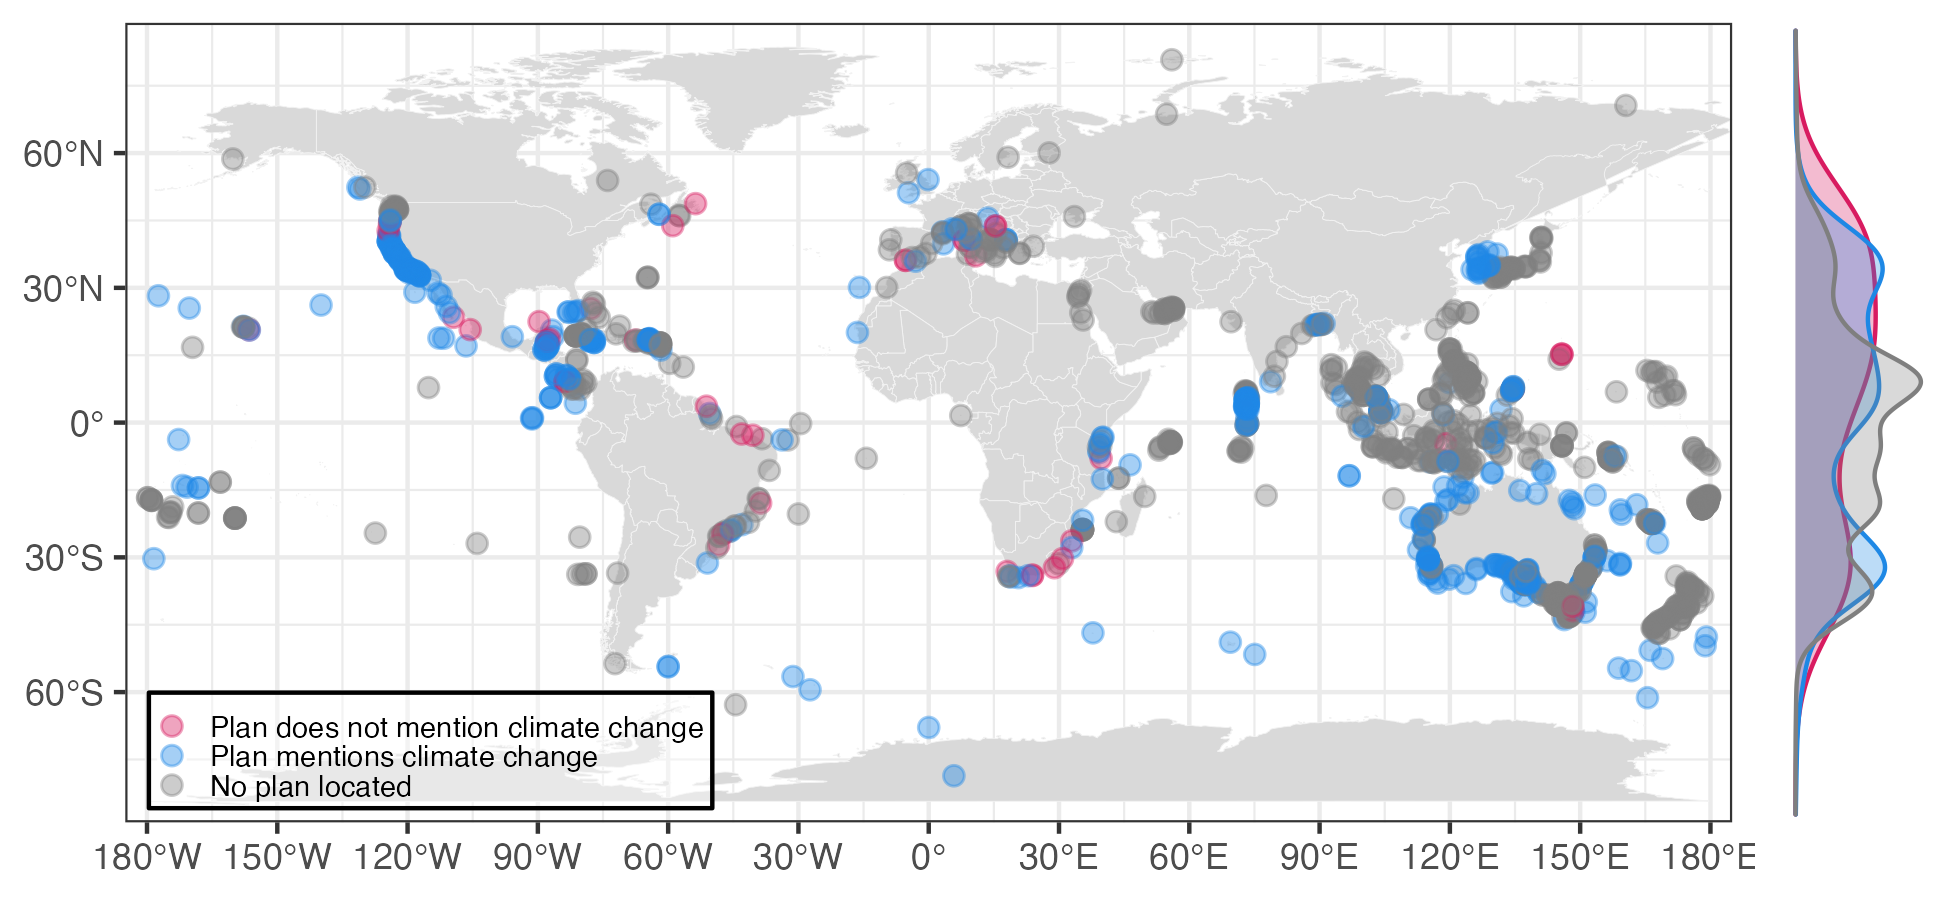 60°N
30°N
0°
30°S
60°S
Plan does not mention climate change
Plan mentions climate change
No plan located
180°W 150°W 120°W 90°W 60°W 30°W 0° 30°E 60°E 90°E 120°E 150°E 180°E